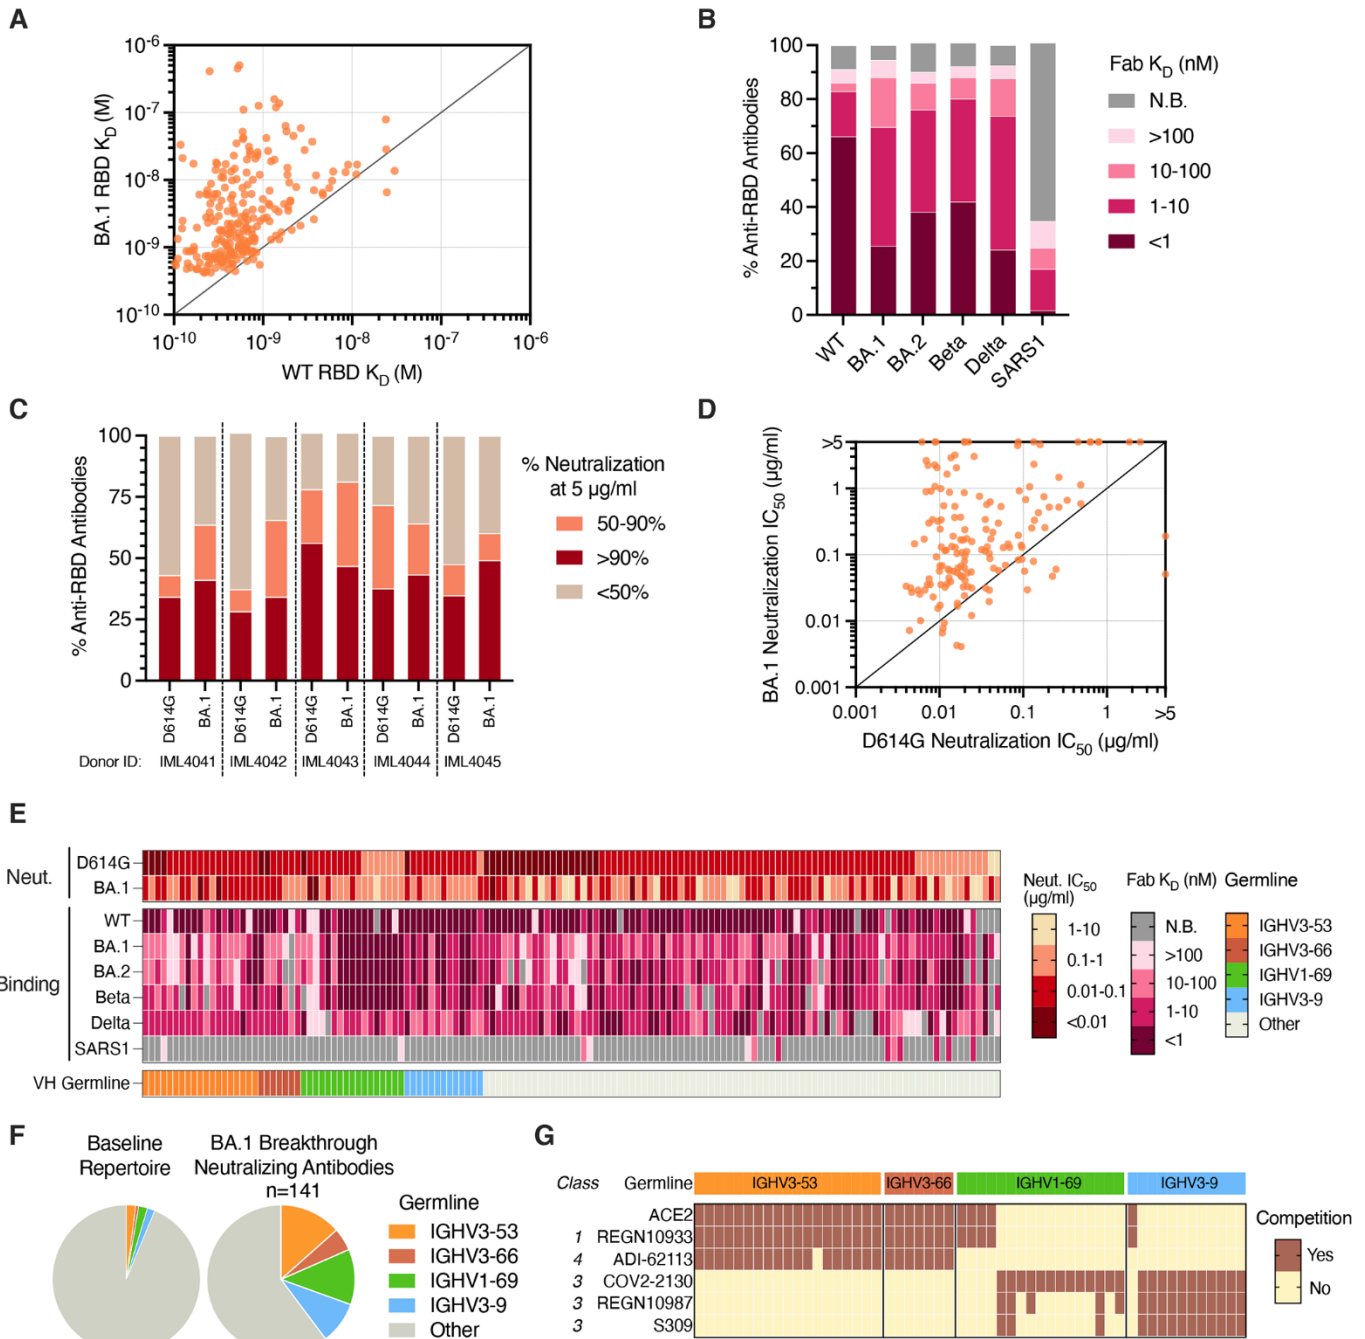 A
BA.1 RBD K_D (M)
10^-6
10^-7
10^-8
10^-9
10^-10
10^-10
10^-9
10^-8
10^-7
10^-6
WT RBD K_D (M)
B
% Anti-RBD Antibodies
100
80
60
40
20
0
WT
BA.1
BA.2
Beta
Delta
SARS1
Fab K_D (nM)
N.B.
>100
10-100
1-10
<1
C
% Anti-RBD Antibodies
100
75
50
25
0
D614G
BA.1
D614G
BA.1
D614G
BA.1
D614G
BA.1
D614G
BA.1
Donor ID: IML4041 IML4042 IML4043 IML4044 IML4045
% Neutralization
at 5 µg/ml
50-90%
>90%
<50%
D
BA.1 Neutralization IC_50 (µg/ml)
>5
1
0.1
0.01
0.001
0.001
0.01
0.1
1
>5
D614G Neutralization IC_50 (µg/ml)
E
Neut.
D614G
BA.1
Binding
WT
BA.1
BA.2
Beta
Delta
SARS1
VH Germline
Neut. IC_50
(µg/ml)
1-10
0.1-1
0.01-0.1
<0.01
Fab K_D (nM)
N.B.
>100
10-100
1-10
<1
Germline
IGHV3-53
IGHV3-66
IGHV1-69
IGHV3-9
Other
F
Baseline
Repertoire
BA.1 Breakthrough
Neutralizing Antibodies
n=141
Germline
IGHV3-53
IGHV3-66
IGHV1-69
IGHV3-9
Other
G
Class Germline IGHV3-53 IGHV3-66 IGHV1-69 IGHV3-9
ACE2
1 REGN10933
4 ADI-62113
3 COV2-2130
3 REGN10987
3 S309
Competition
Yes
No